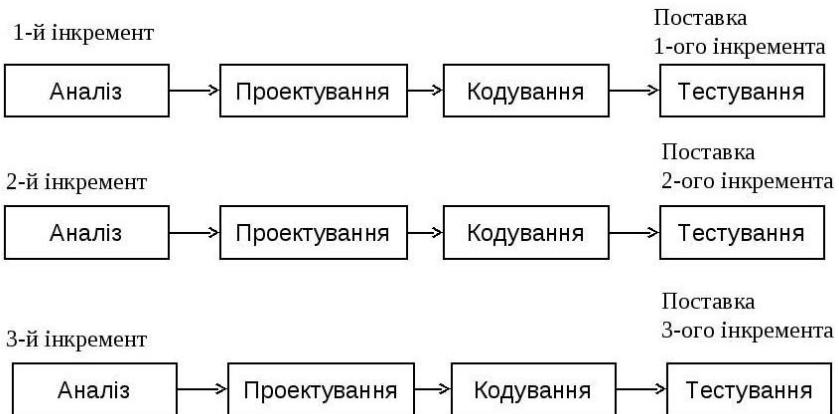 1-й інкремент
Поставка
1-ого інкремента
Аналіз Проектування Кодування Тестування
2-й інкремент
Поставка
2-ого інкремента
Аналіз Проектування Кодування Тестування
3-й інкремент
Поставка
3-ого інкремента
Аналіз Проектування Кодування Тестування